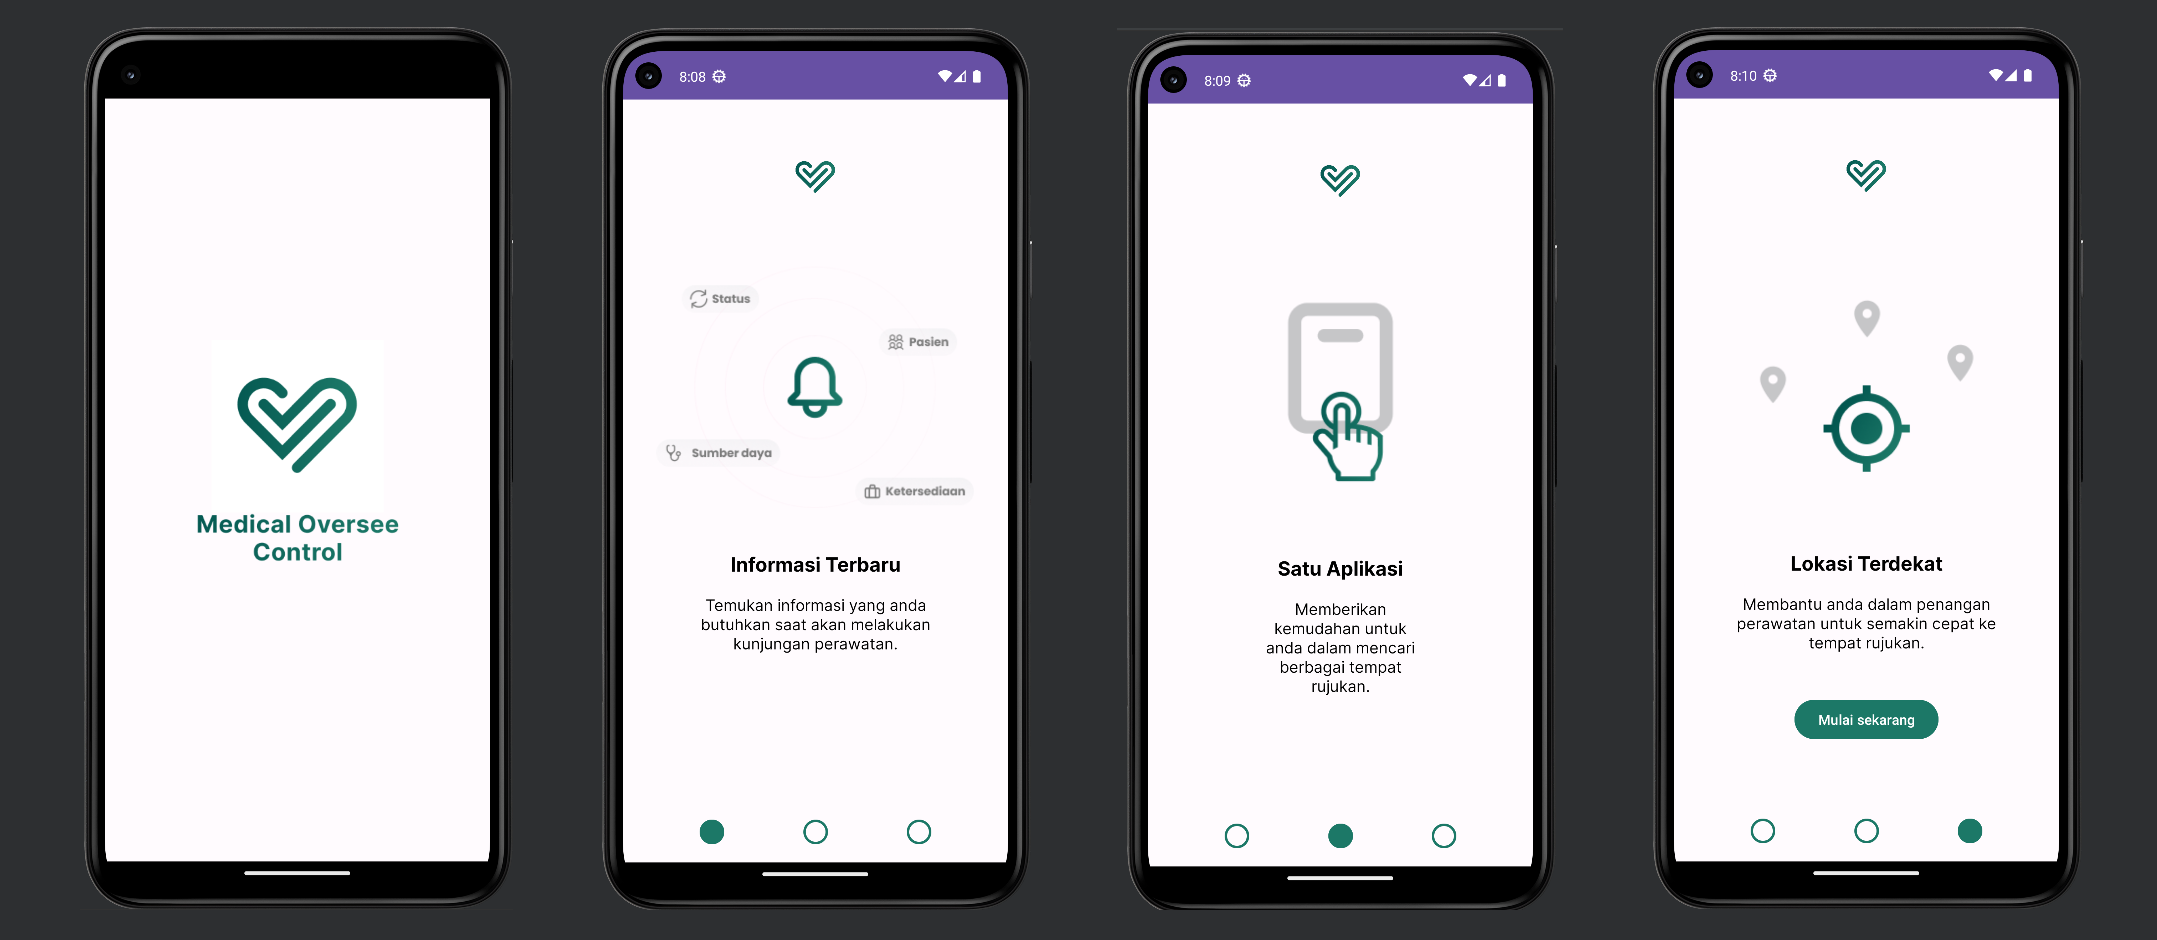 Medical Oversee
Control
8:08
Status
Pasien
Sumber daya
Ketersediaan
Informasi Terbaru
Temukan informasi yang anda
butuhkan saat akan melakukan
kunjungan perawatan.
8:09
Satu Aplikasi
Memberikan
kemudahan untuk
anda dalam mencari
berbagai tempat
rujukan.
8:10
Lokasi Terdekat
Membantu anda dalam penangan
perawatan untuk semakin cepat ke
tempat rujukan.
Mulai sekarang